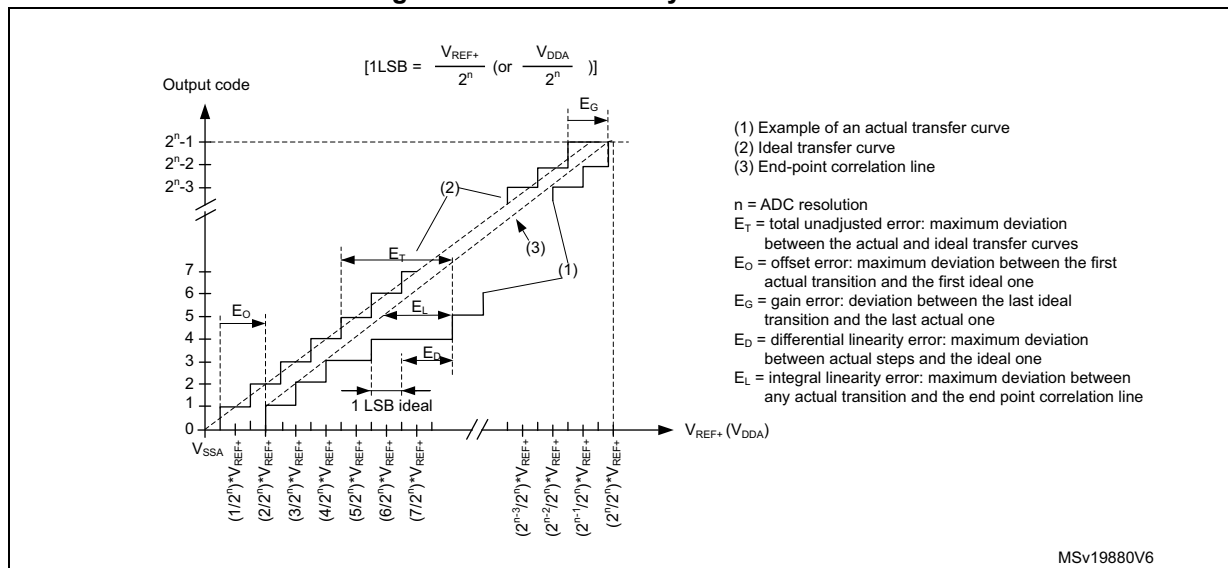 [1LSB = V_REF+ / 2^n (or V_DDA / 2^n )]
Output code
E_G
2^n-1
2^n-2
2^n-3
(2)
(3)
(1)
7
6
5
4
3
2
1
0
E_T
E_O
E_L
E_D
1 LSB ideal
V_SSA
V_REF+ (V_DDA)
(1/2^n)*V_REF+
(2/2^n)*V_REF+
(3/2^n)*V_REF+
(4/2^n)*V_REF+
(5/2^n)*V_REF+
(6/2^n)*V_REF+
(7/2^n)*V_REF+
(2^n-3/2^n)*V_REF+
(2^n-2/2^n)*V_REF+
(2^n-1/2^n)*V_REF+
(2^n/2^n)*V_REF+
(1) Example of an actual transfer curve
(2) Ideal transfer curve
(3) End-point correlation line
n = ADC resolution
E_T = total unadjusted error: maximum deviation
between the actual and ideal transfer curves
E_O = offset error: maximum deviation between the first
actual transition and the first ideal one
E_G = gain error: deviation between the last ideal
transition and the last actual one
E_D = differential linearity error: maximum deviation
between actual steps and the ideal one
E_L = integral linearity error: maximum deviation between
any actual transition and the end point correlation line
MSv19880V6